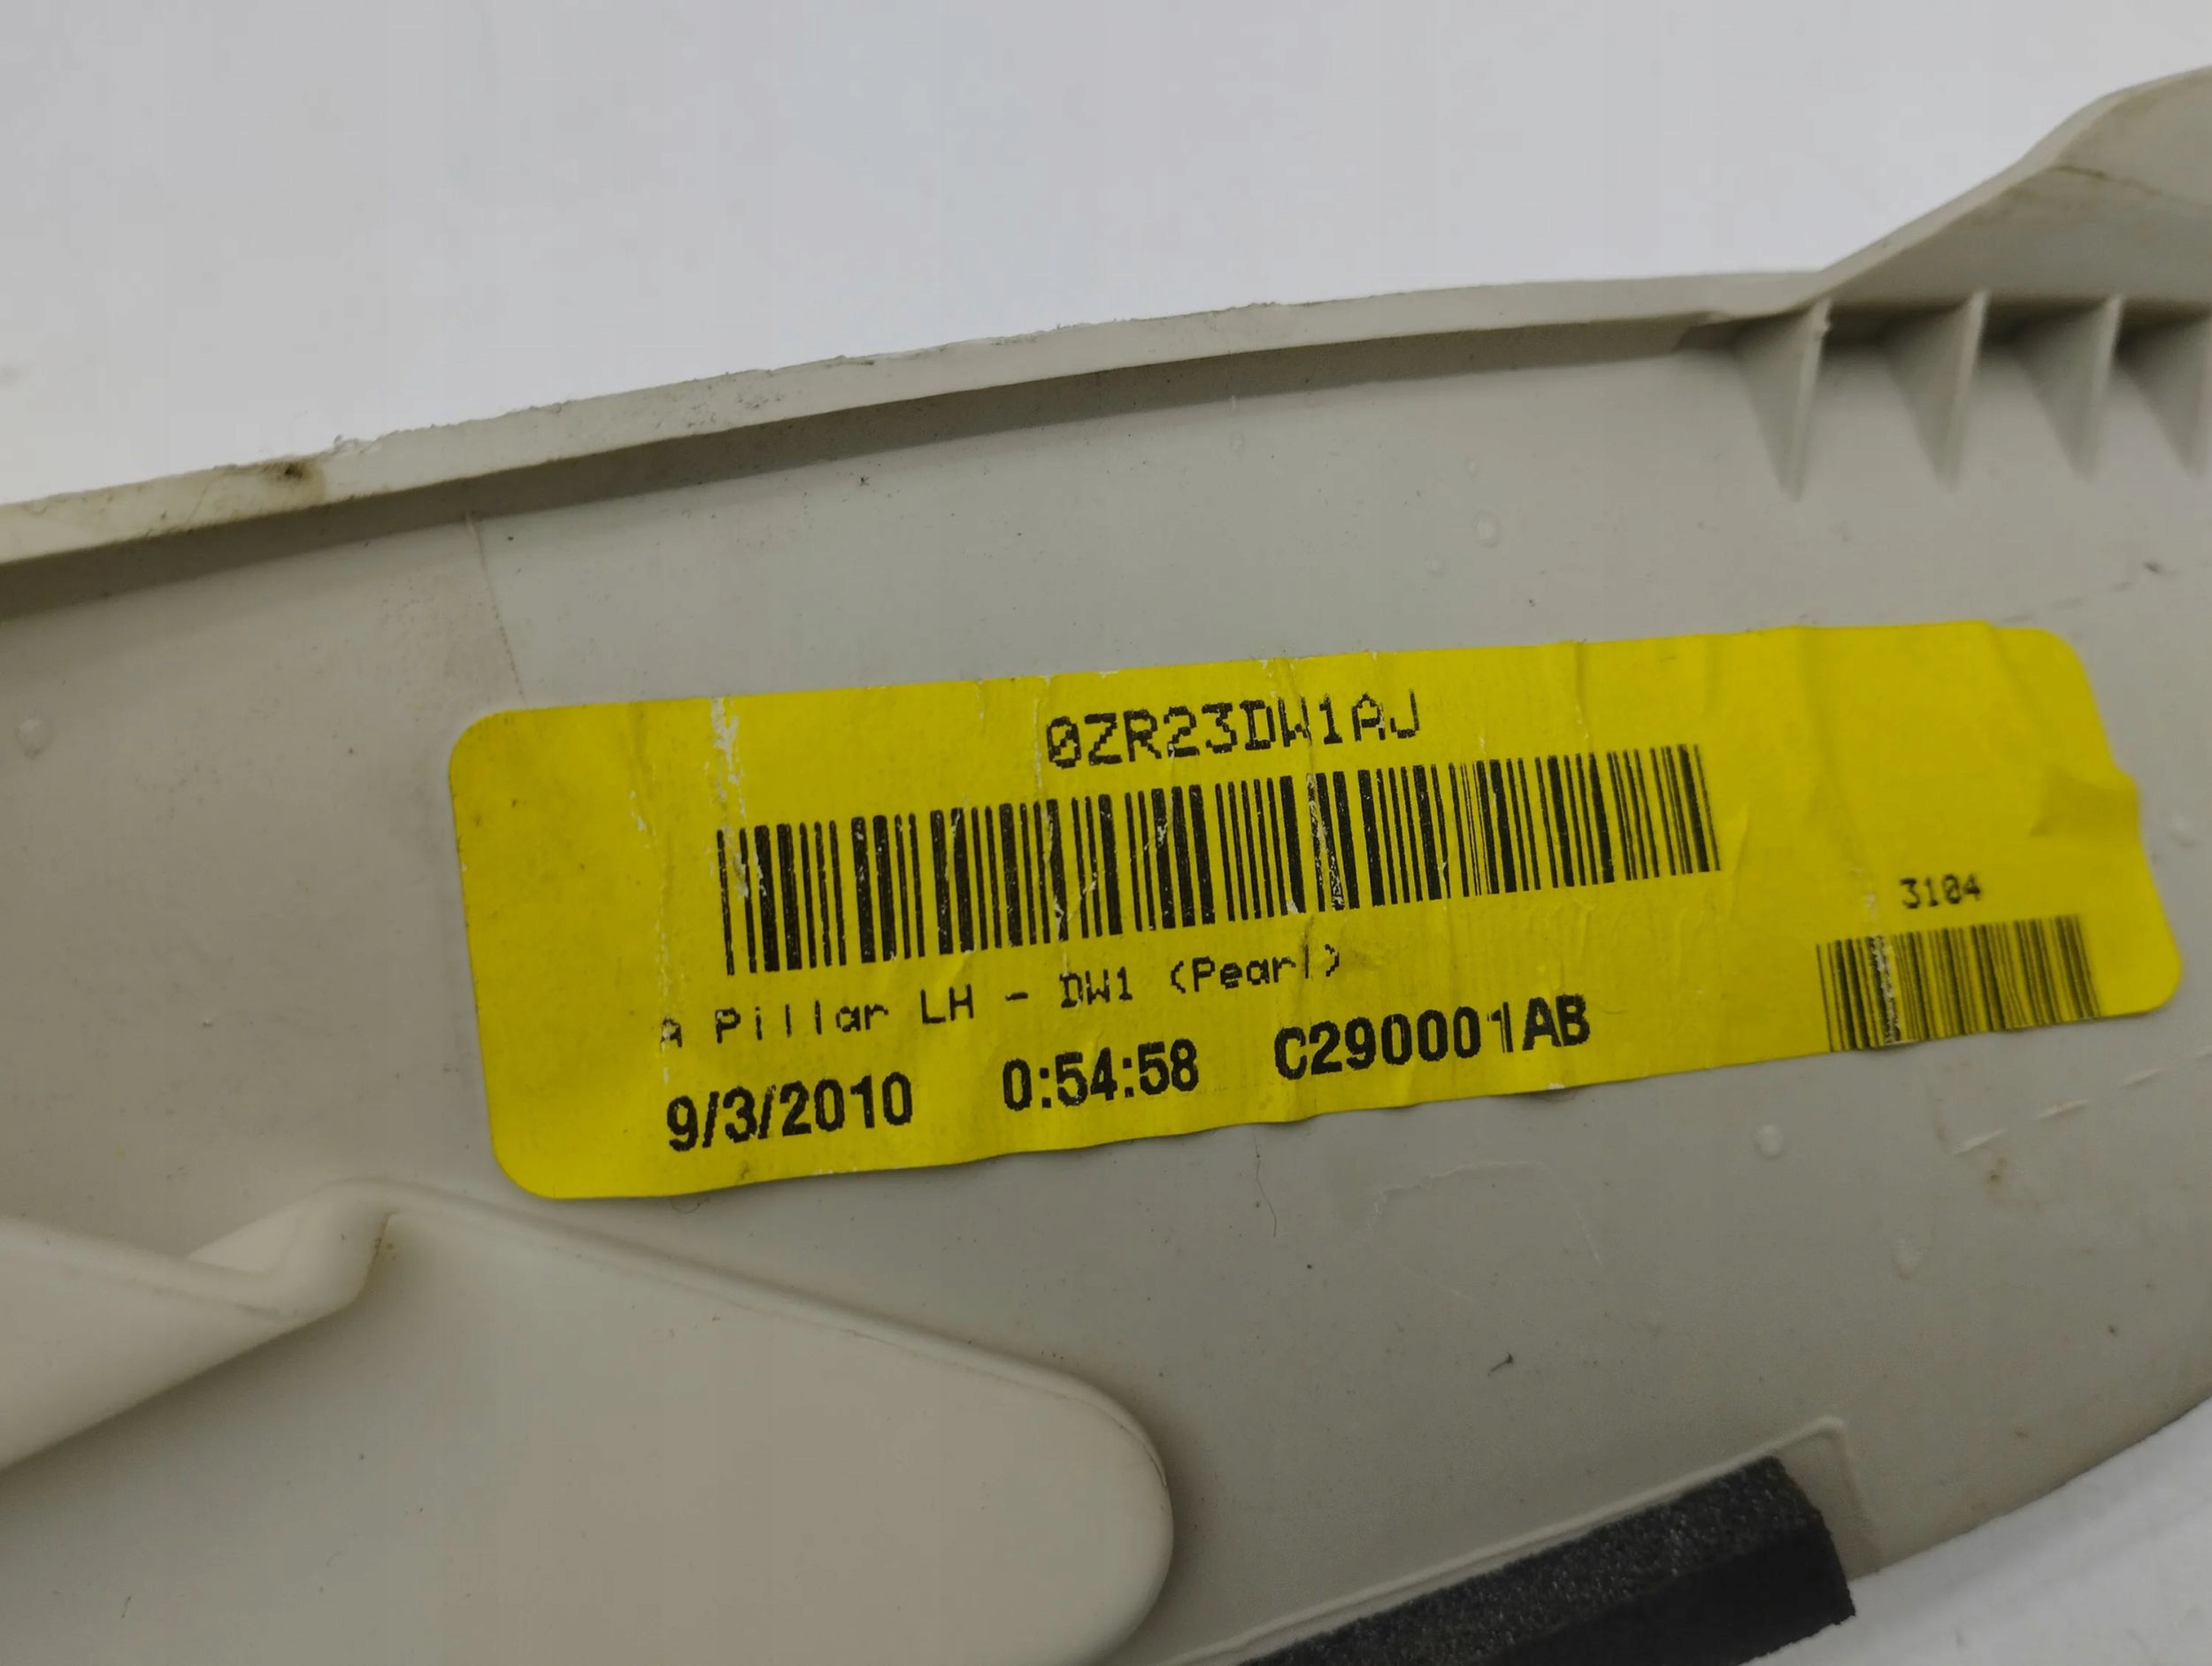 0ZR23DW1AJ
3104
A Pillar LH - DW1 (Pearl)
9/3/2010 0:54:58 C290001AB